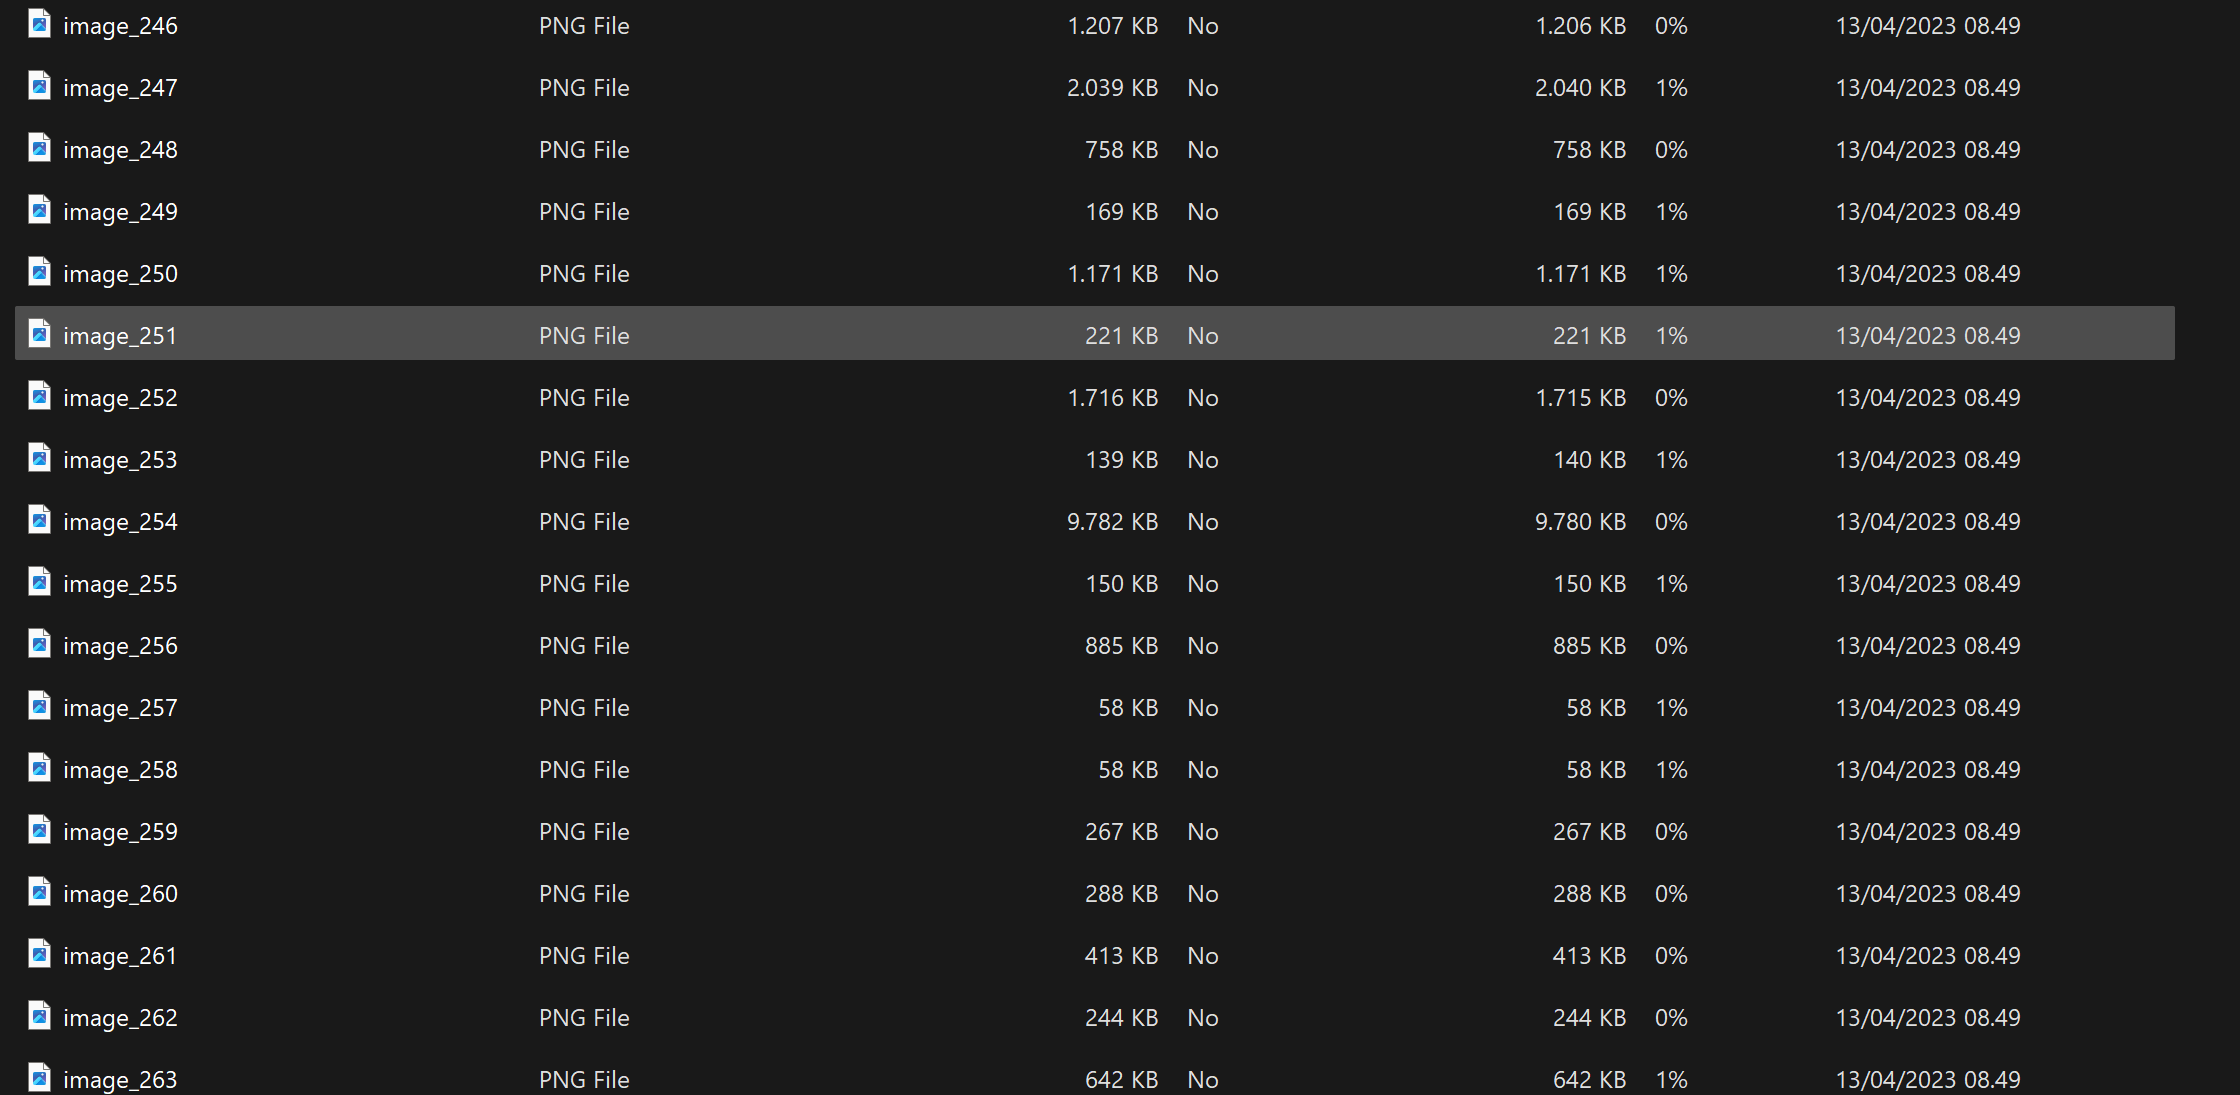 image_246 PNG File 1.207 KB No 1.206 KB 0% 13/04/2023 08.49
image_247 PNG File 2.039 KB No 2.040 KB 1% 13/04/2023 08.49
image_248 PNG File 758 KB No 758 KB 0% 13/04/2023 08.49
image_249 PNG File 169 KB No 169 KB 1% 13/04/2023 08.49
image_250 PNG File 1.171 KB No 1.171 KB 1% 13/04/2023 08.49
image_251 PNG File 221 KB No 221 KB 1% 13/04/2023 08.49
image_252 PNG File 1.716 KB No 1.715 KB 0% 13/04/2023 08.49
image_253 PNG File 139 KB No 140 KB 1% 13/04/2023 08.49
image_254 PNG File 9.782 KB No 9.780 KB 0% 13/04/2023 08.49
image_255 PNG File 150 KB No 150 KB 1% 13/04/2023 08.49
image_256 PNG File 885 KB No 885 KB 0% 13/04/2023 08.49
image_257 PNG File 58 KB No 58 KB 1% 13/04/2023 08.49
image_258 PNG File 58 KB No 58 KB 1% 13/04/2023 08.49
image_259 PNG File 267 KB No 267 KB 0% 13/04/2023 08.49
image_260 PNG File 288 KB No 288 KB 0% 13/04/2023 08.49
image_261 PNG File 413 KB No 413 KB 0% 13/04/2023 08.49
image_262 PNG File 244 KB No 244 KB 0% 13/04/2023 08.49
image_263 PNG File 642 KB No 642 KB 1% 13/04/2023 08.49